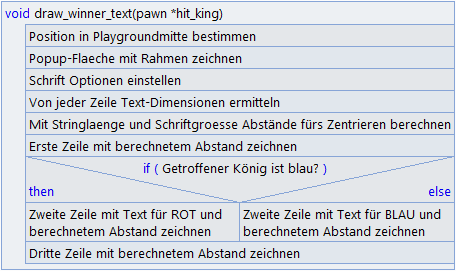 void draw_winner_text(pawn *hit_king)
Position in Playgroundmitte bestimmen
Popup-Flaeche mit Rahmen zeichnen
Schrift Optionen einstellen
Von jeder Zeile Text-Dimensionen ermitteln
Mit Stringlaenge und Schriftgroesse Abstände fürs Zentrieren berechnen
Erste Zeile mit berechnetem Abstand zeichnen
if ( Getroffener König ist blau? )
then else
Zweite Zeile mit Text für ROT und
berechnetem Abstand zeichnen
Zweite Zeile mit Text für BLAU und
berechnetem Abstand zeichnen
Dritte Zeile mit berechnetem Abstand zeichnen